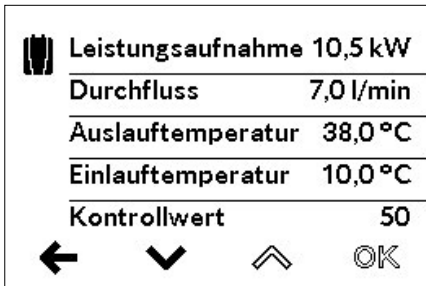 Leistungsaufnahme 10,5 kW
Durchfluss 7,0 l/min
Auslauftemperatur 38,0 °C
Einlauftemperatur 10,0 °C
Kontrollwert 50
OK